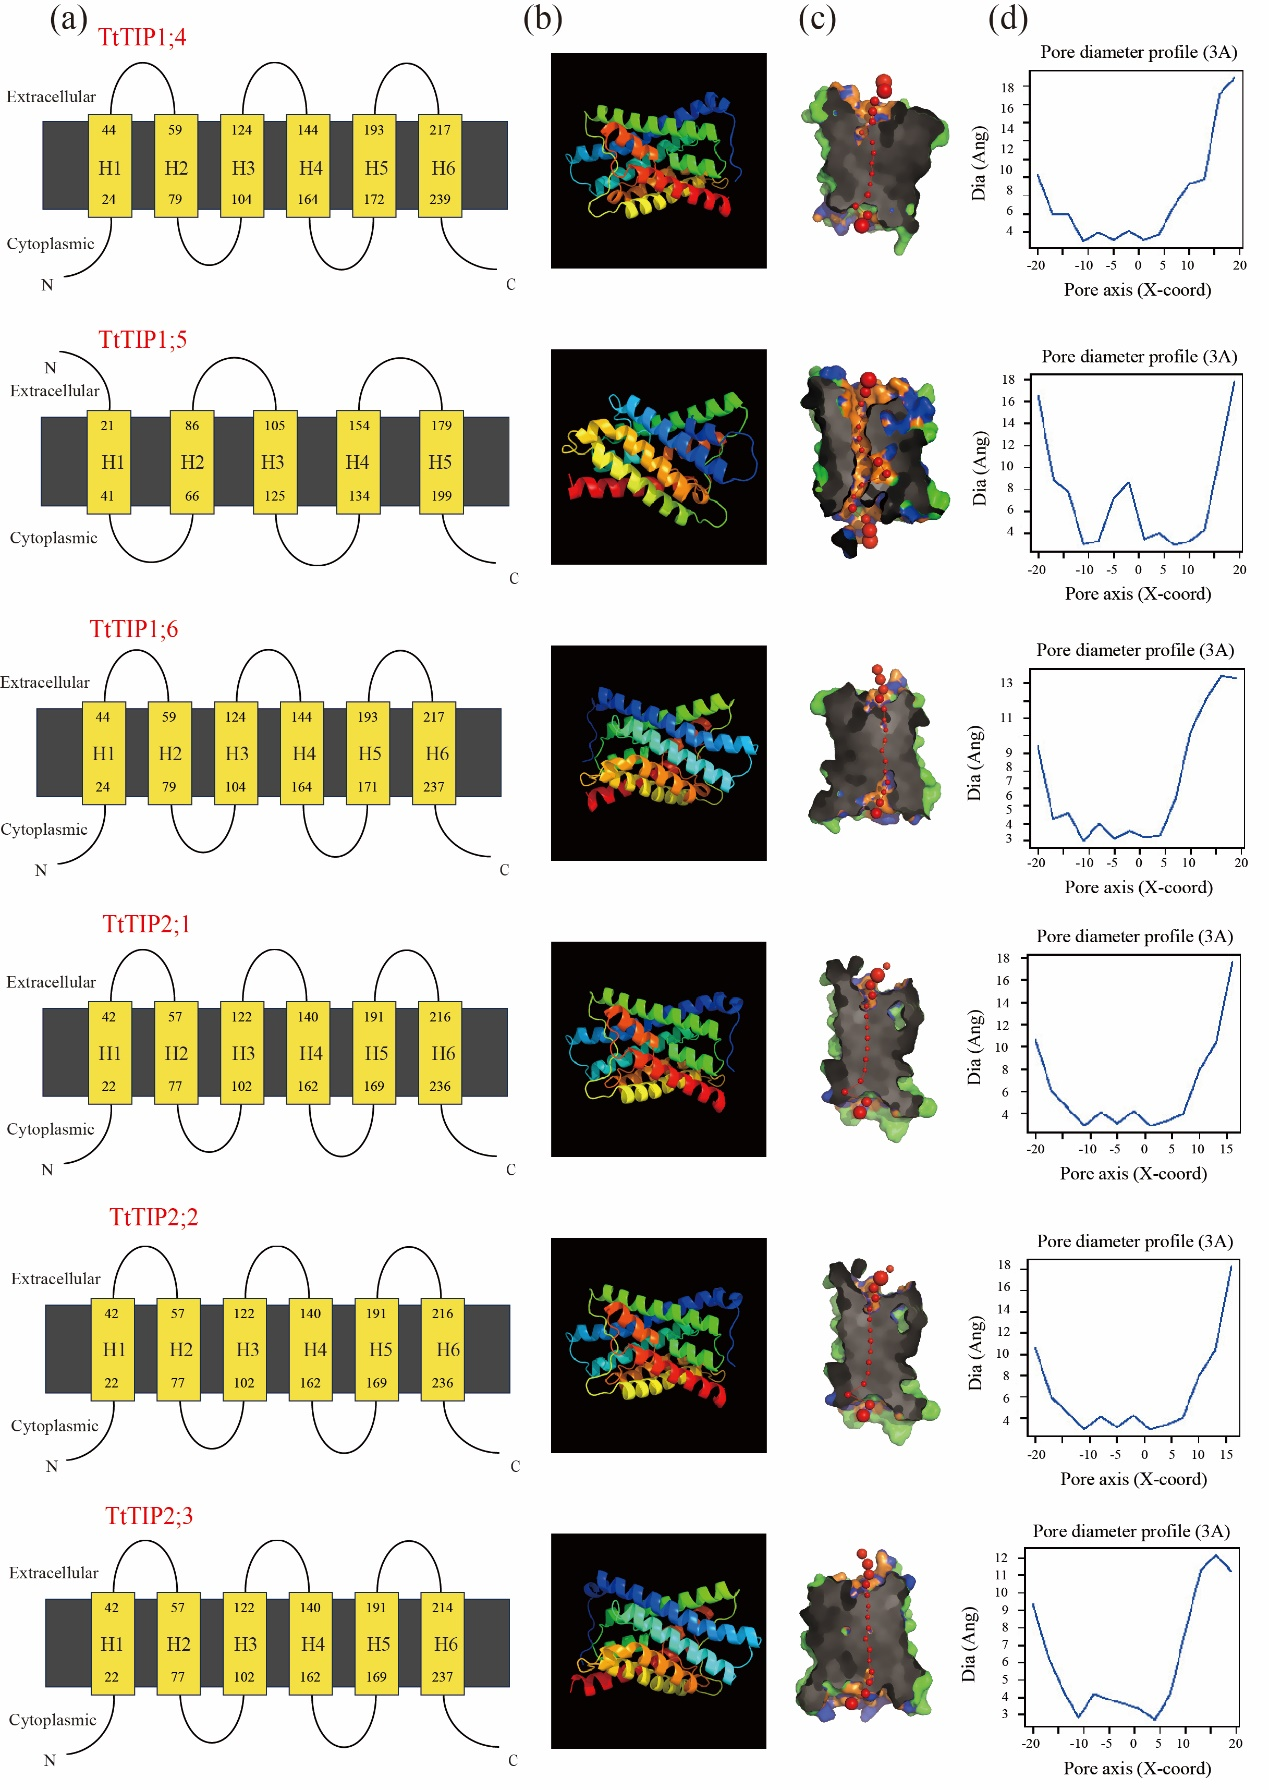 (a)
(b)
(c)
(d)
TtTIP1;4
Extracellular
44 59 124 144 193 217
H1 H2 H3 H4 H5 H6
24 79 104 164 172 239
Cytoplasmic
N C
Pore diameter profile (3A)
Dia (Ang)
18
16
14
12
10
8
6
4
-20 -10 -5 0 5 10 20
Pore axis (X-coord)
TtTIP1;5
N
Extracellular
21 86 105 154 179
H1 H2 H3 H4 H5
41 66 125 134 199
Cytoplasmic
C
Pore diameter profile (3A)
Dia (Ang)
18
16
14
12
10
8
6
4
-20 -10 -5 0 5 10 20
Pore axis (X-coord)
TtTIP1;6
Extracellular
44 59 124 144 193 217
H1 H2 H3 H4 H5 H6
24 79 104 164 171 237
Cytoplasmic
N C
Pore diameter profile (3A)
Dia (Ang)
13
11
9
8
7
6
5
4
3
-20 -10 -5 0 5 10 20
Pore axis (X-coord)
TtTIP2;1
Extracellular
42 57 122 140 191 216
H1 H2 H3 H4 H5 H6
22 77 102 162 169 236
Cytoplasmic
N C
Pore diameter profile (3A)
Dia (Ang)
18
16
14
12
10
8
6
4
-20 -10 -5 0 5 10 15
Pore axis (X-coord)
TtTIP2;2
Extracellular
42 57 122 140 191 216
H1 H2 H3 H4 H5 H6
22 77 102 162 169 236
Cytoplasmic
N C
Pore diameter profile (3A)
Dia (Ang)
18
16
14
12
10
8
6
4
-20 -10 -5 0 5 10 15
Pore axis (X-coord)
TtTIP2;3
Extracellular
42 57 122 140 191 214
H1 H2 H3 H4 H5 H6
22 77 102 162 169 237
Cytoplasmic
N C
Pore diameter profile (3A)
Dia (Ang)
12
11
10
9
8
7
6
5
4
3
-20 -10 -5 0 5 10 20
Pore axis (X-coord)